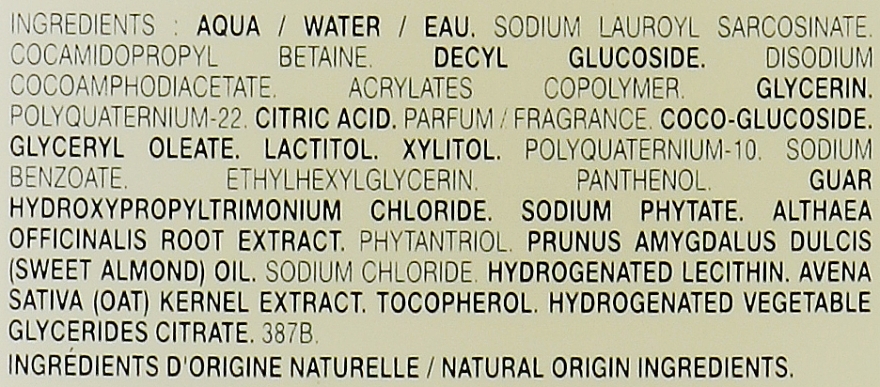 INGREDIENTS : AQUA / WATER / EAU. SODIUM LAUROYL SARCOSINATE.
COCAMIDOPROPYL BETAINE. DECYL GLUCOSIDE. DISODIUM
COCOAMPHODIACETATE. ACRYLATES COPOLYMER. GLYCERIN.
POLYQUATERNIUM-22. CITRIC ACID. PARFUM / FRAGRANCE. COCO-GLUCOSIDE.
GLYCERYL OLEATE. LACTITOL. XYLITOL. POLYQUATERNIUM-10. SODIUM
BENZOATE. ETHYLHEXYLGLYCERIN. PANTHENOL. GUAR
HYDROXYPROPYLTRIMONIUM CHLORIDE. SODIUM PHYTATE. ALTHAEA
OFFICINALIS ROOT EXTRACT. PHYTANTRIOL. PRUNUS AMYGDALUS DULCIS
(SWEET ALMOND) OIL. SODIUM CHLORIDE. HYDROGENATED LECITHIN. AVENA
SATIVA (OAT) KERNEL EXTRACT. TOCOPHEROL. HYDROGENATED VEGETABLE
GLYCERIDES CITRATE. 387B.
INGRÉDIENTS D'ORIGINE NATURELLE / NATURAL ORIGIN INGREDIENTS.